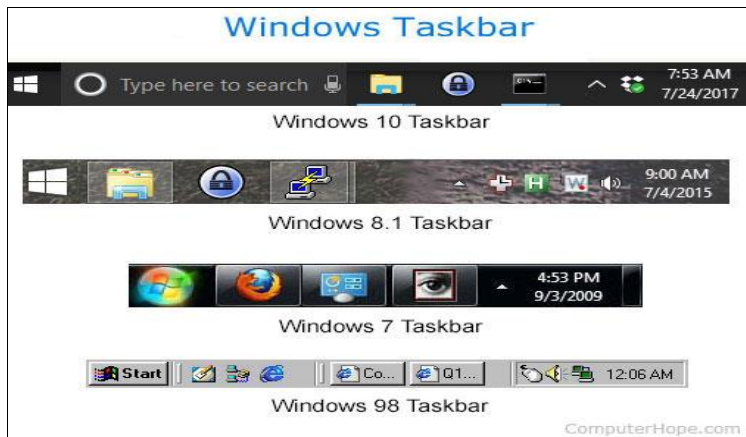 Windows Taskbar
Type here to search
7:53 AM
7/24/2017
Windows 10 Taskbar
H W
9:00 AM
7/4/2015
Windows 8.1 Taskbar
4:53 PM
9/3/2009
Windows 7 Taskbar
Start Co... Q1... 12:06 AM
Windows 98 Taskbar
ComputerHope.com